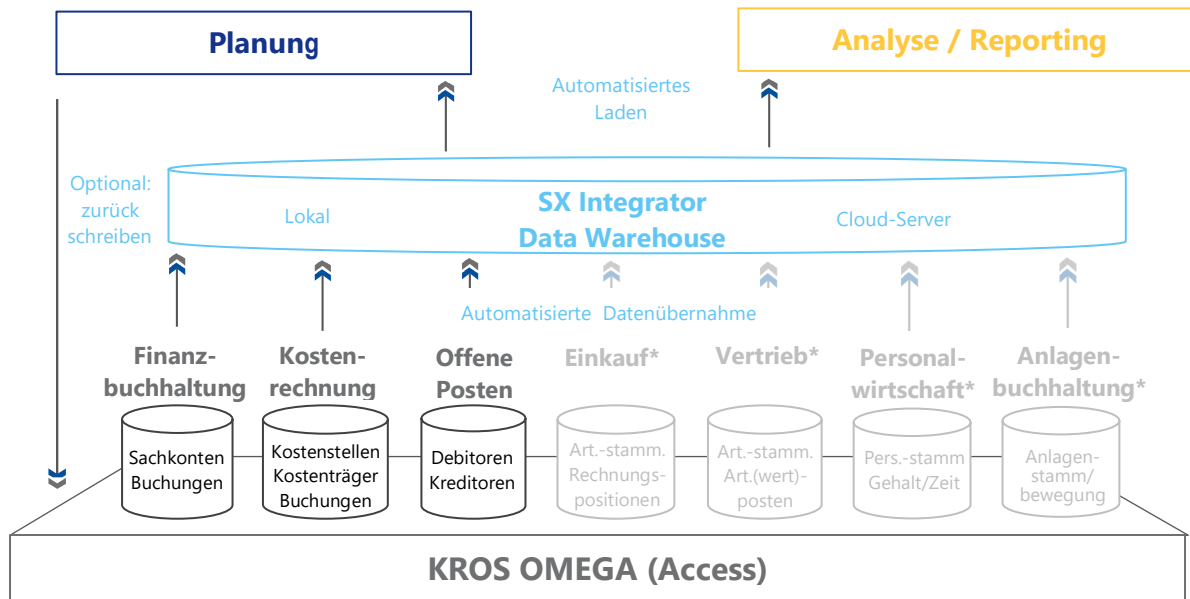 Planung
Analyse / Reporting
Automatisiertes
Laden
Optional:
zurück
schreiben
Lokal
SX Integrator
Data Warehouse
Cloud-Server
Automatisierte Datenübernahme
Finanz-
buchhaltung
Kosten-
rechnung
Offene
Posten
Einkauf*
Vertrieb*
Personal-
wirtschaft*
Anlagen-
buchhaltung*
Sachkonten
Buchungen
Kostenstellen
Kostenträger
Buchungen
Debitoren
Kreditoren
Art.-stamm.
Rechnungs-
positionen
Art.-stamm.
Art.(wert)-
posten
Pers.-stamm
Gehalt/Zeit
Anlagen-
stamm/
bewegung
KROS OMEGA (Access)